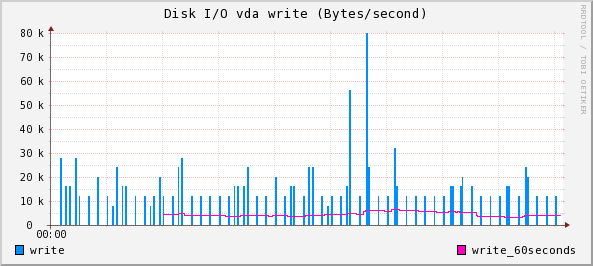 Disk I/O vda write (Bytes/second)
80 k
70 k
60 k
50 k
40 k
30 k
20 k
10 k
0
00:00
write
write_60seconds
RRDTOOL / TOBI OETIKER